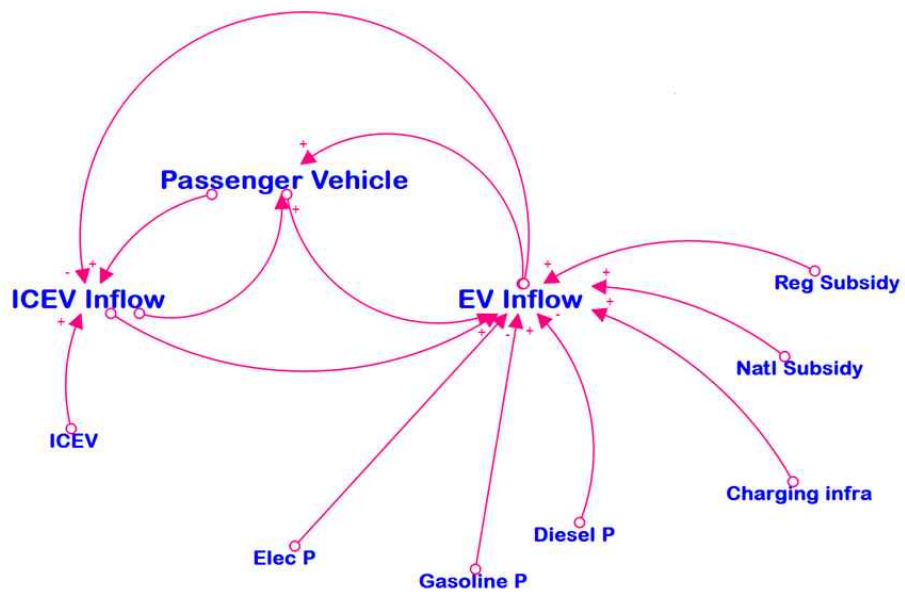 +
Passenger Vehicle
+
- +
ICEV Inflow
+
EV Inflow
+
+
+
-
+
-
+
Reg Subsidy
Natl Subsidy
ICEV
Charging infra
Diesel P
Elec P
Gasoline P